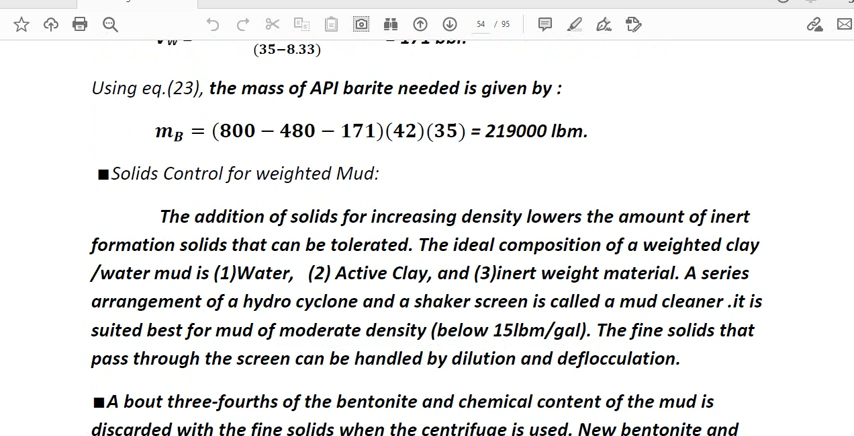 54 / 95
(35−8.33)
Using eq.(23), the mass of API barite needed is given by :
m_B = (800 − 480 − 171)(42)(35) = 219000 lbm.
■Solids Control for weighted Mud:
The addition of solids for increasing density lowers the amount of inert
formation solids that can be tolerated. The ideal composition of a weighted clay
/water mud is (1)Water, (2) Active Clay, and (3)inert weight material. A series
arrangement of a hydro cyclone and a shaker screen is called a mud cleaner .it is
suited best for mud of moderate density (below 15lbm/gal). The fine solids that
pass through the screen can be handled by dilution and deflocculation.
■A bout three-fourths of the bentonite and chemical content of the mud is
discarded with the fine solids when the centrifuge is used. New bentonite and